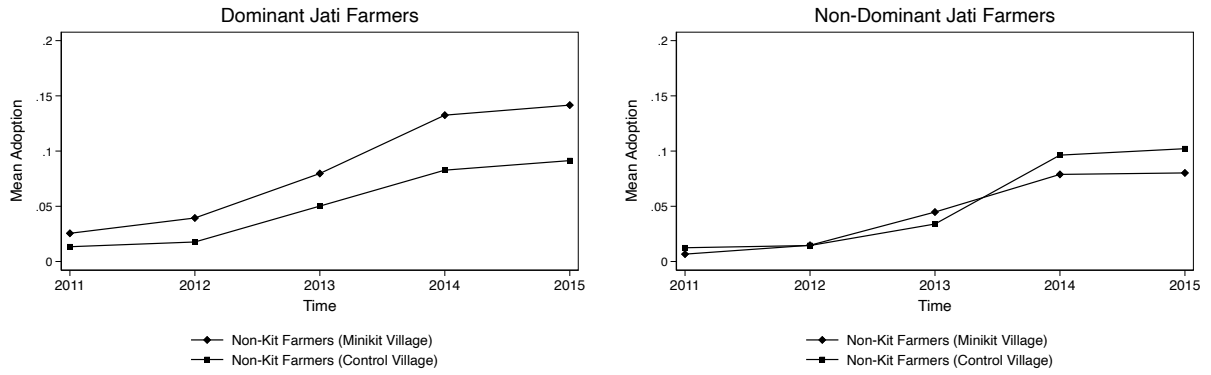 Dominant Jati Farmers
.2
.15
.1
.05
0
Mean Adoption
2011 2012 2013 2014 2015
Time
Non-Kit Farmers (Minikit Village)
Non-Kit Farmers (Control Village)
Non-Dominant Jati Farmers
.2
.15
.1
.05
0
Mean Adoption
2011 2012 2013 2014 2015
Time
Non-Kit Farmers (Minikit Village)
Non-Kit Farmers (Control Village)